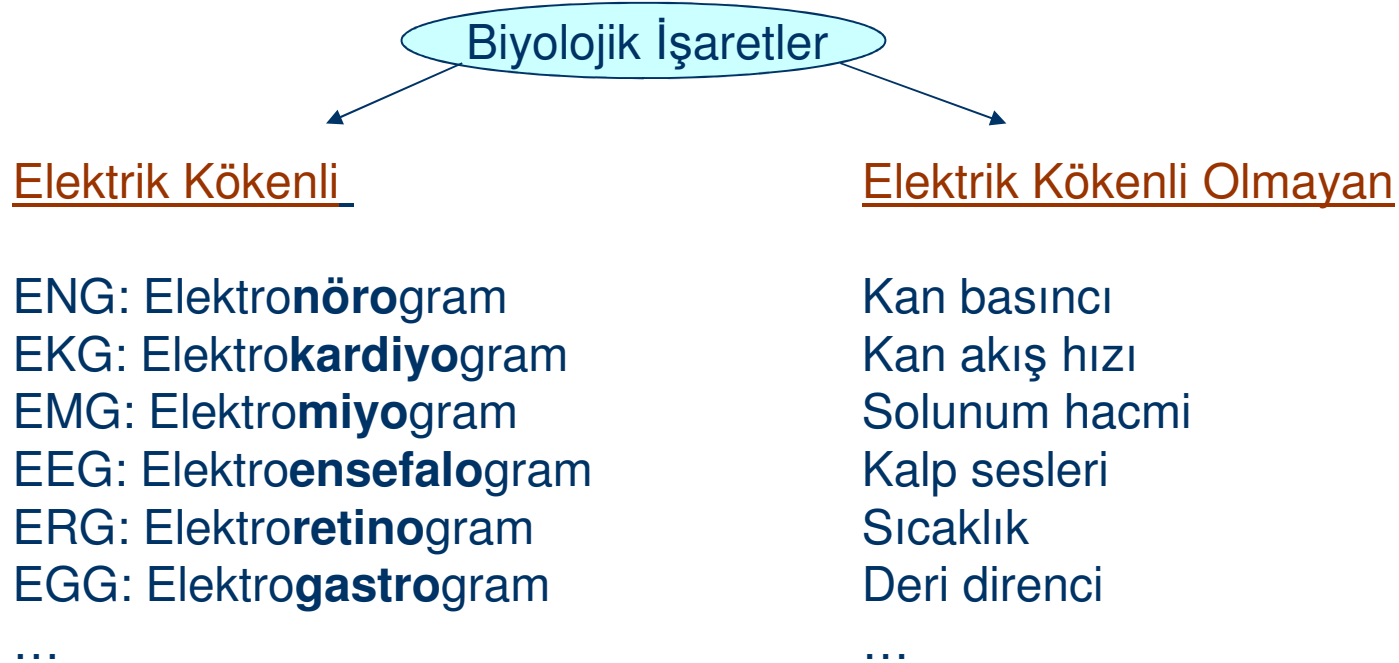 Biyolojik İşaretler
Elektrik Kökenli
ENG: Elektronörogram
EKG: Elektrokardiyogram
EMG: Elektromiyogram
EEG: Elektroensefalogram
ERG: Elektroretinogram
EGG: Elektrogastrogram
...
Elektrik Kökenli Olmayan
Kan basıncı
Kan akış hızı
Solunum hacmi
Kalp sesleri
Sıcaklık
Deri direnci
...